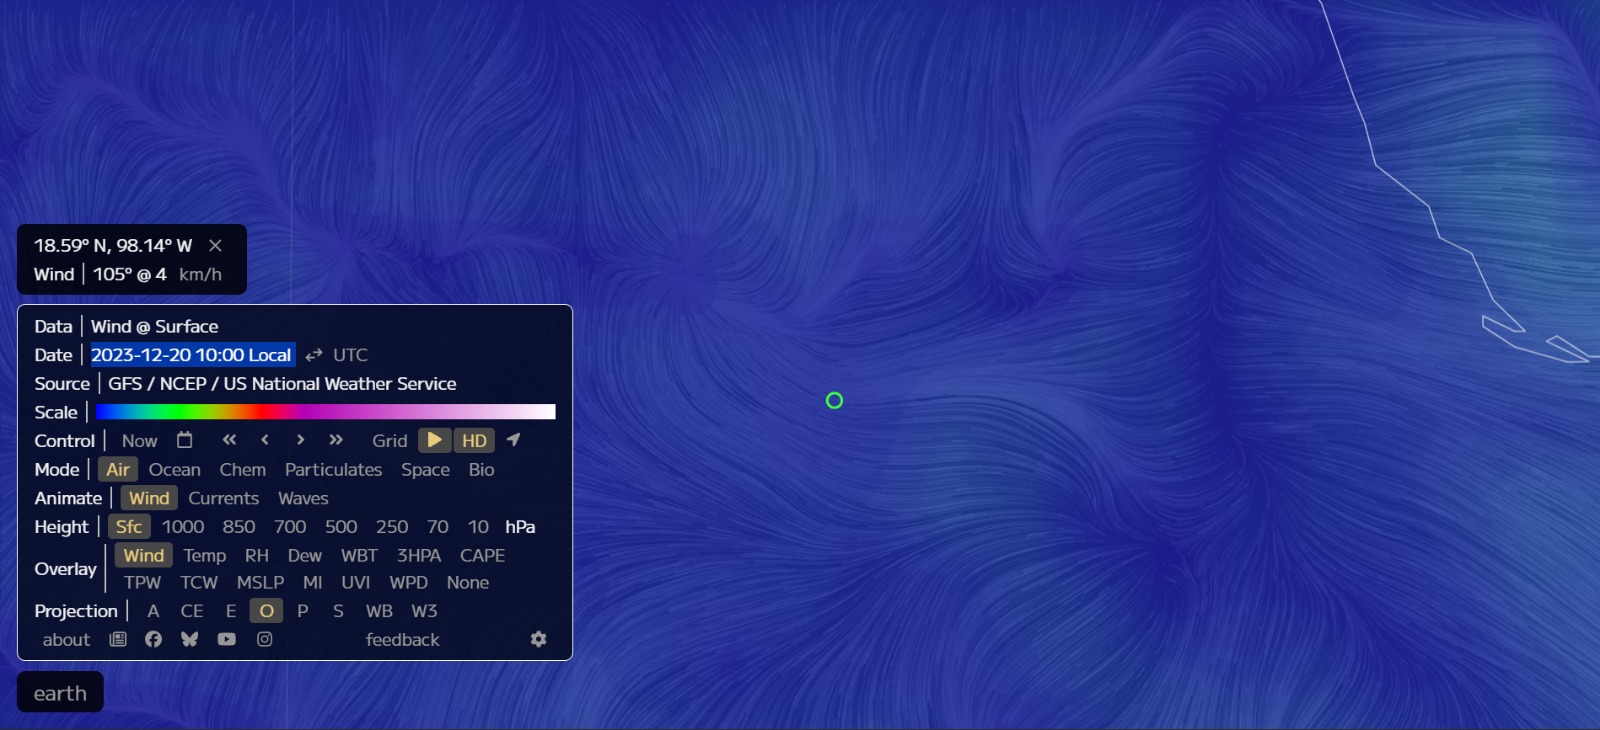 18.59° N, 98.14° W ×
Wind | 105° @ 4 km/h
Data | Wind @ Surface
Date | 2023-12-20 10:00 Local ⇄ UTC
Source | GFS / NCEP / US National Weather Service
Scale |
Control | Now « ‹ › » Grid HD
Mode | Air Ocean Chem Particulates Space Bio
Animate | Wind Currents Waves
Height | Sfc 1000 850 700 500 250 70 10 hPa
Overlay | Wind Temp RH Dew WBT 3HPA CAPE
TPW TCW MSLP MI UVI WPD None
Projection | A CE E O P S WB W3
about feedback
earth